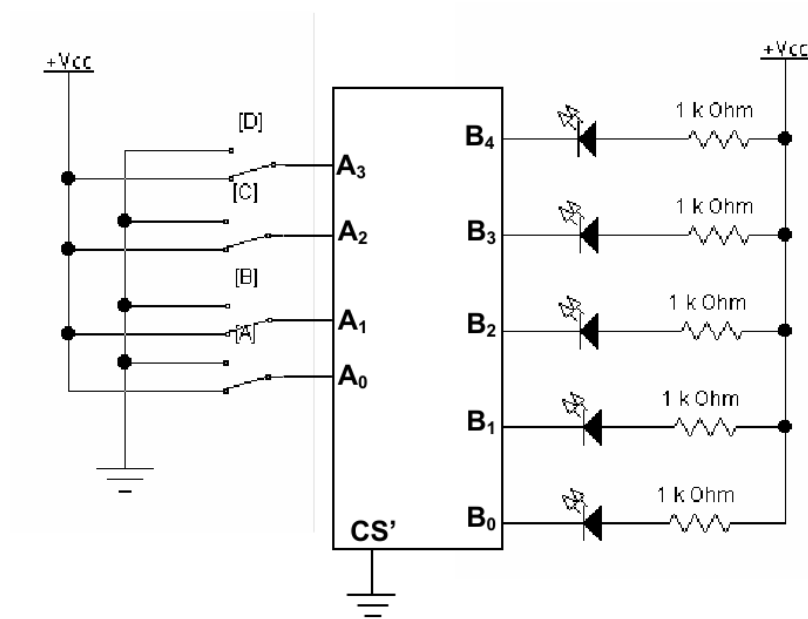 +Vcc
+Vcc
[D]
[C]
[B]
[A]
A3
A2
A1
A0
CS’
B4
B3
B2
B1
B0
1 k Ohm
1 k Ohm
1 k Ohm
1 k Ohm
1 k Ohm